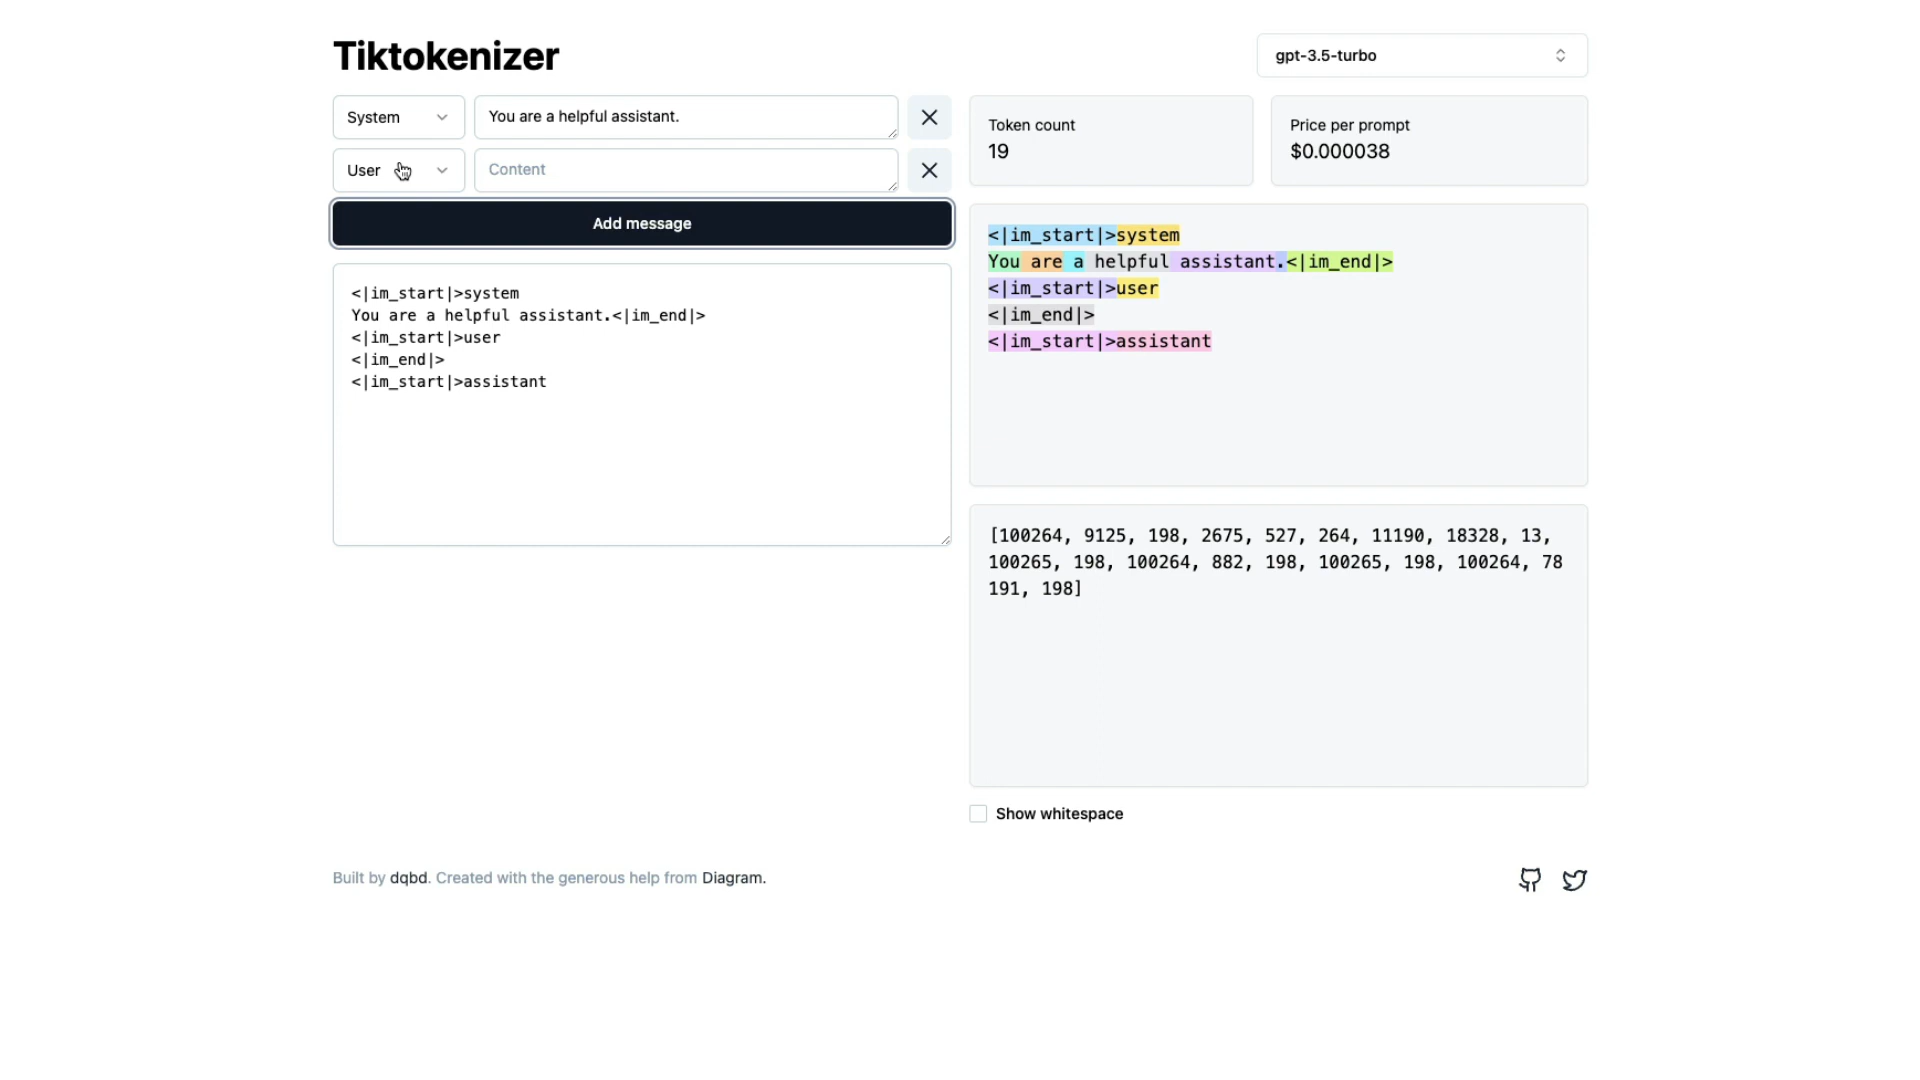 Tiktokenizer
gpt-3.5-turbo
System
You are a helpful assistant.
User
Content
Add message
<|im_start|>system
You are a helpful assistant.<|im_end|>
<|im_start|>user
<|im_end|>
<|im_start|>assistant
Token count
19
Price per prompt
$0.000038
<|im_start|>system
You are a helpful assistant.<|im_end|>
<|im_start|>user
<|im_end|>
<|im_start|>assistant
[100264, 9125, 198, 2675, 527, 264, 11190, 18328, 13,
100265, 198, 100264, 882, 198, 100265, 198, 100264, 78
191, 198]
Show whitespace
Built by dqbd. Created with the generous help from Diagram.